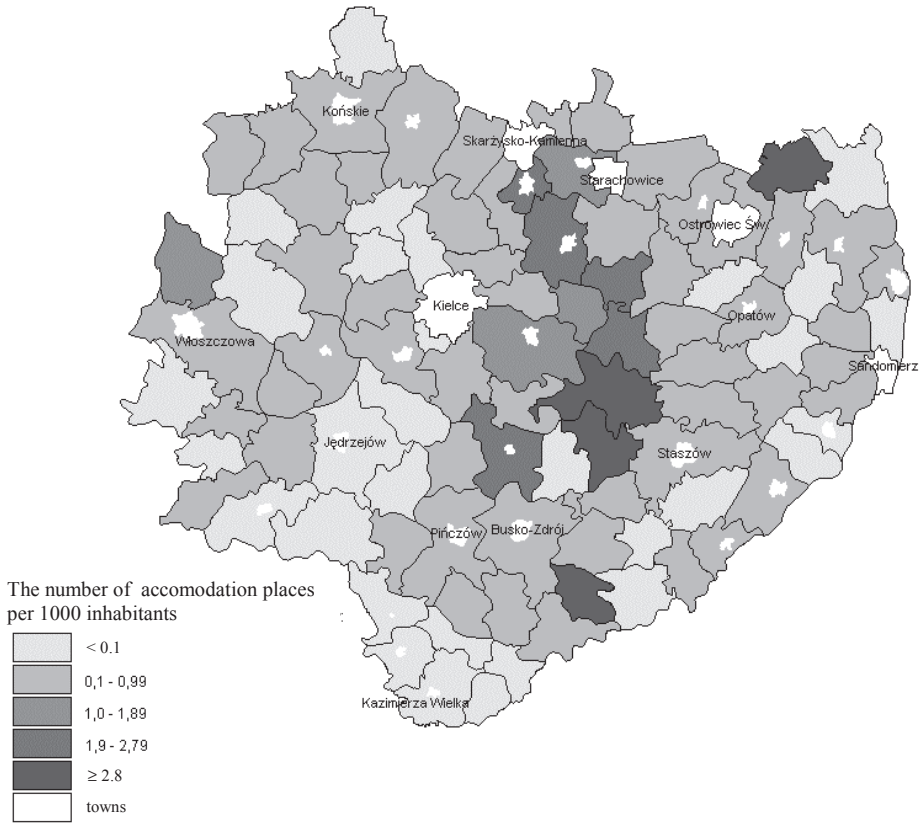 Końskie
Skarżysko-Kamienna
Starachowice
Ostrowiec Św.
Kielce
Opatów
Włoszczowa
Sandomierz
Jędrzejów
Staszów
Pińczów
Busko-Zdrój
Kazimierza Wielka
The number of accomodation places
per 1000 inhabitants
< 0.1
0,1 - 0,99
1,0 - 1,89
1,9 - 2,79
≥ 2.8
towns